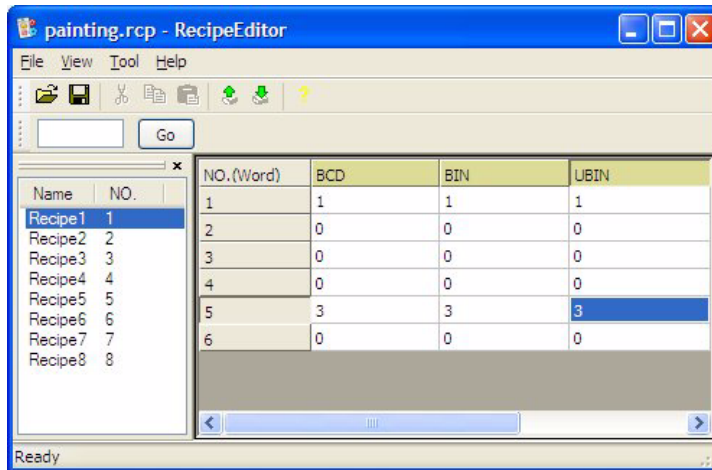 painting.rcp - RecipeEditor
File View Tool Help
Go
Name NO.
Recipe1 1
Recipe2 2
Recipe3 3
Recipe4 4
Recipe5 5
Recipe6 6
Recipe7 7
Recipe8 8
NO.(Word) BCD BIN UBIN
1 1 1 1
2 0 0 0
3 0 0 0
4 0 0 0
5 3 3 3
6 0 0 0
Ready